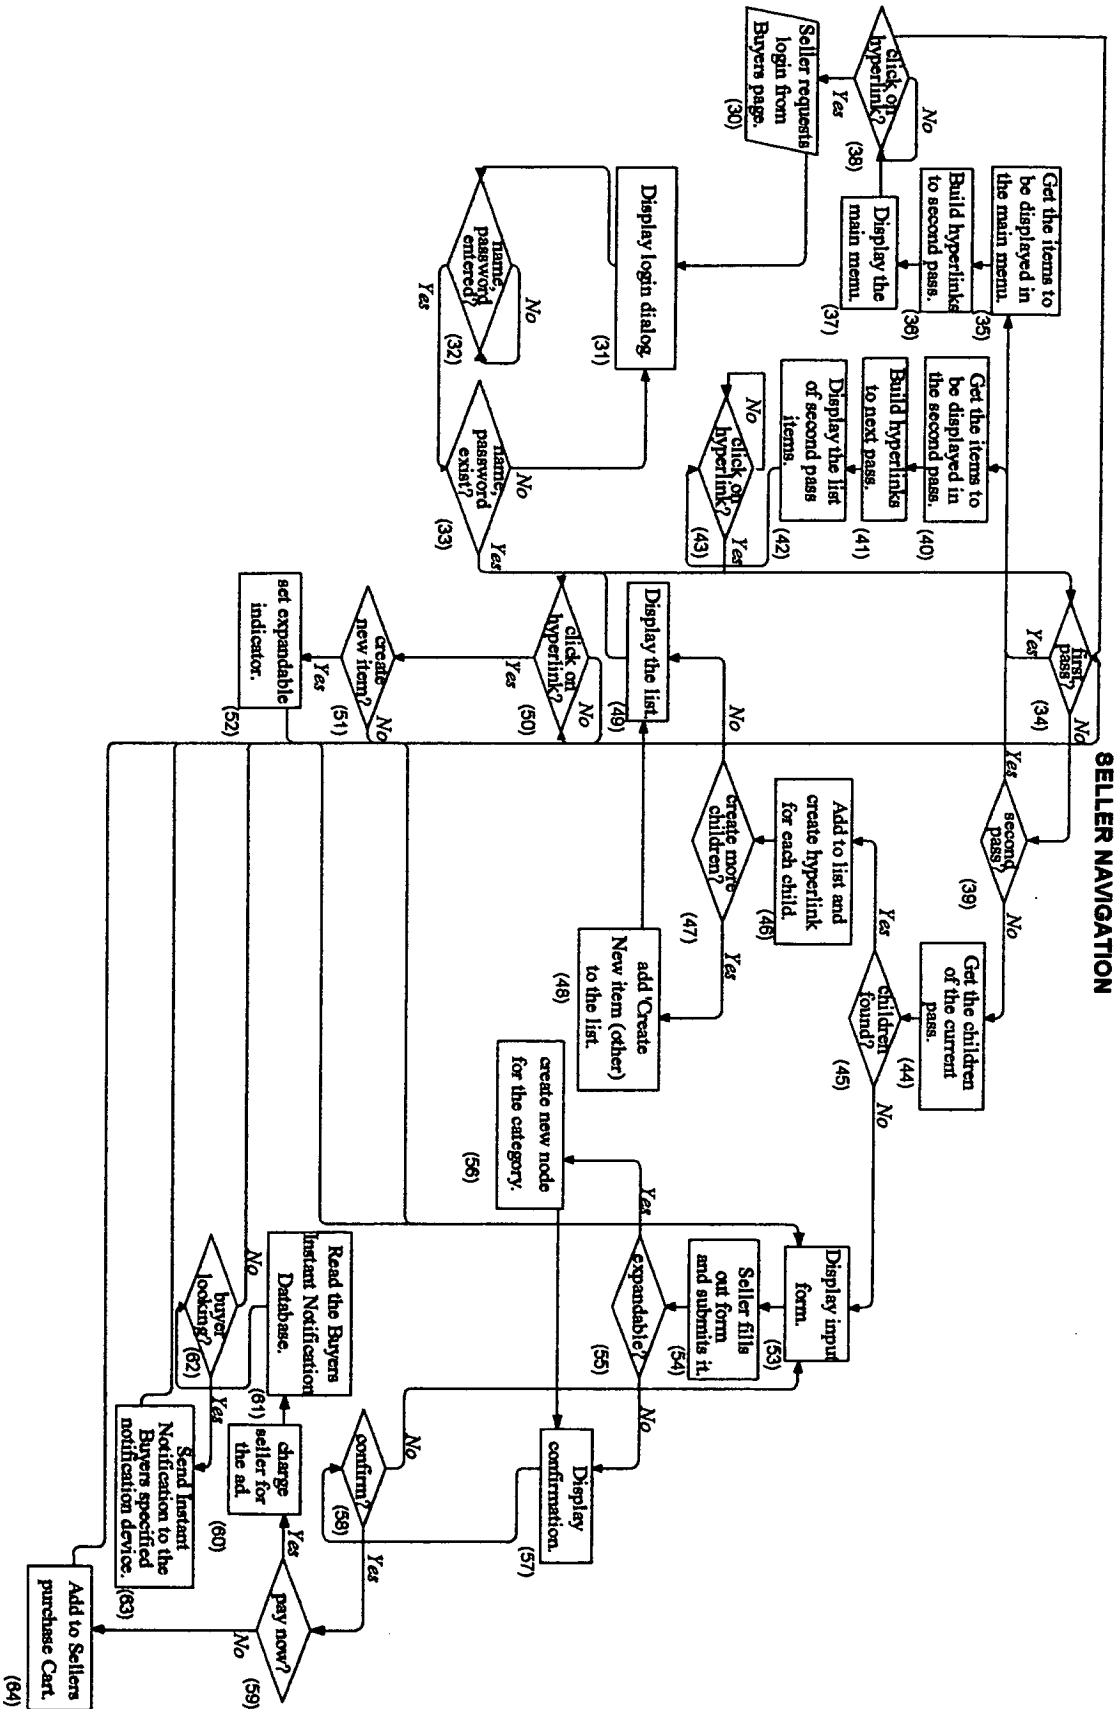 SELLER NAVIGATION
Seller requests
login from
Buyers page.
(30)
Display login dialog.
(31)
name,
password
entered?
(32)
No
Yes
name,
password
exist?
(33)
No
Yes
first
pass?
(34)
Yes
No
Get the items to
be displayed in
the main menu.
(35)
Build hyperlinks
to second pass.
(36)
Display the
main menu.
(37)
click on
hyperlink?
(38)
No
Yes
second
pass?
(39)
Yes
No
Get the items to
be displayed in
the second pass.
(40)
Build hyperlinks
to next pass.
(41)
Display the list
of second pass
items.
(42)
click on
hyperlink?
(43)
No
Yes
Get the children
of the current
pass.
(44)
children
found?
(45)
Yes
No
Add to list and
create hyperlink
for each child.
(46)
create more
children?
(47)
No
Yes
add 'Create
New item (other)
to the list.
(48)
Display the list.
(49)
click on
hyperlink?
(50)
No
Yes
create
new item?
(51)
No
Yes
set expandable
indicator.
(52)
Display input
form.
(53)
Seller fills
out form
and submits it.
(54)
expandable?
(55)
Yes
No
create new node
for the category.
(56)
Display
confirmation.
(57)
confirm?
(58)
No
Yes
pay now?
(59)
Yes
No
charge
seller for
the ad.
(60)
Read the Buyers
Instant Notification
Database.
(61)
buyer
looking?
(62)
No
Yes
Send Instant
Notification to the
Buyers specified
notification device.
(63)
Add to Sellers
purchase Cart.
(64)